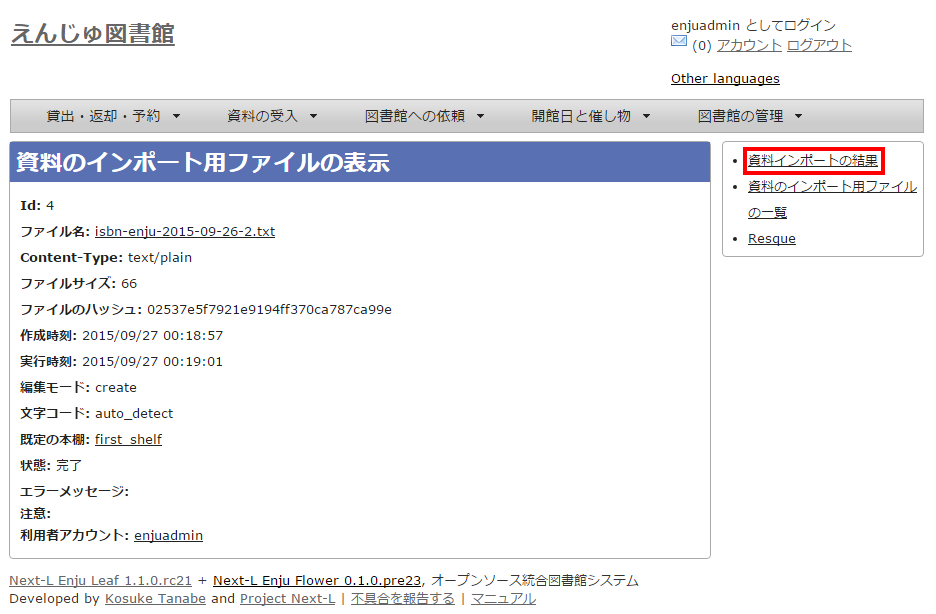 えんじゅ図書館
enjuadmin としてログイン
(0) アカウント ログアウト
Other languages
貸出・返却・予約 ▼ 資料の受入 ▼ 図書館への依頼 ▼ 開館日と催し物 ▼ 図書館の管理 ▼
資料のインポート用ファイルの表示
Id: 4
ファイル名: isbn-enju-2015-09-26-2.txt
Content-Type: text/plain
ファイルサイズ: 66
ファイルのハッシュ: 02537e5f7921e9194ff370ca787ca99e
作成時刻: 2015/09/27 00:18:57
実行時刻: 2015/09/27 00:19:01
編集モード: create
文字コード: auto_detect
既定の本棚: first_shelf
状態: 完了
エラーメッセージ:
注意:
利用者アカウント: enjuadmin
• 資料インポートの結果
• 資料のインポート用ファイル
の一覧
• Resque
Next-L Enju Leaf 1.1.0.rc21 + Next-L Enju Flower 0.1.0.pre23, オープンソース統合図書館システム
Developed by Kosuke Tanabe and Project Next-L | 不具合を報告する | マニュアル